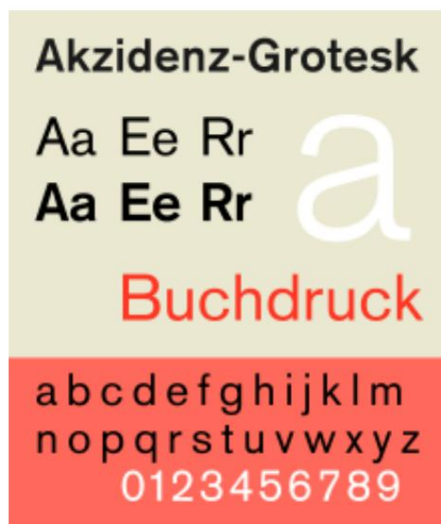 Akzidenz-Grotesk
Aa Ee Rr
a
Aa Ee Rr
Buchdruck
abcdefghijklm
nopqrstuvwxyz
0123456789